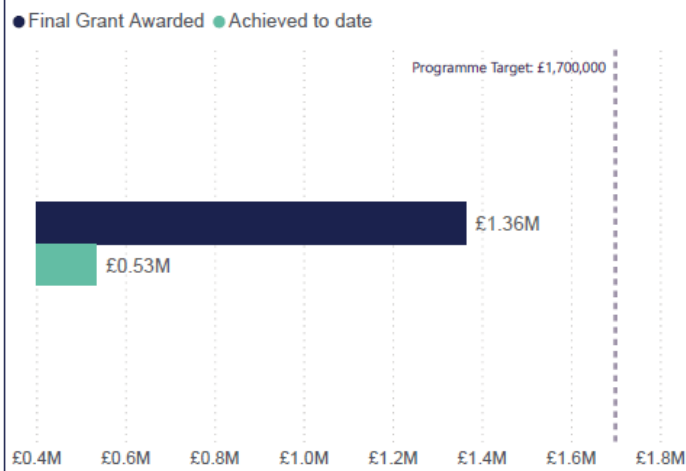 Final Grant Awarded Achieved to date
Programme Target: £1,700,000
£1.36M
£0.53M
£0.4M £0.6M £0.8M £1.0M £1.2M £1.4M £1.6M £1.8M